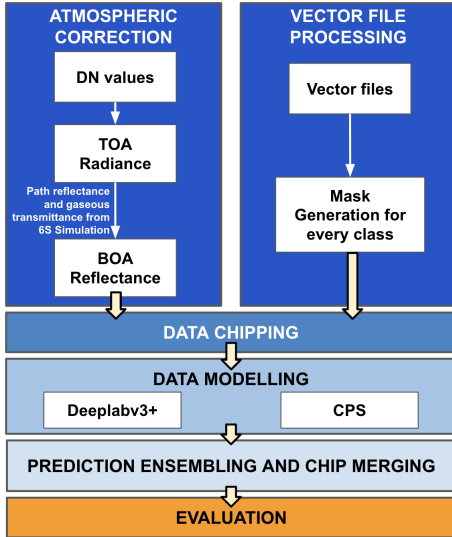 ATMOSPHERIC
CORRECTION
DN values
TOA
Radiance
Path reflectance
and gaseous
transmittance from
6S Simulation
BOA
Reflectance
VECTOR FILE
PROCESSING
Vector files
Mask
Generation for
every class
DATA CHIPPING
DATA MODELLING
Deeplabv3+
CPS
PREDICTION ENSEMBLING AND CHIP MERGING
EVALUATION